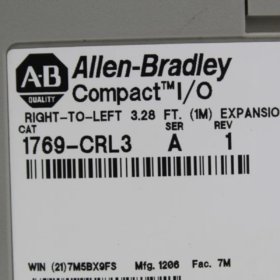 A-B
QUALITY
Allen-Bradley
Compact™ I/O
RIGHT-TO-LEFT 3.28 FT. (1M) EXPANSIO
CAT SER REV
1769-CRL3 A 1
WIN (21)7M5BX9FS Mfg. 1206 Fac. 7M